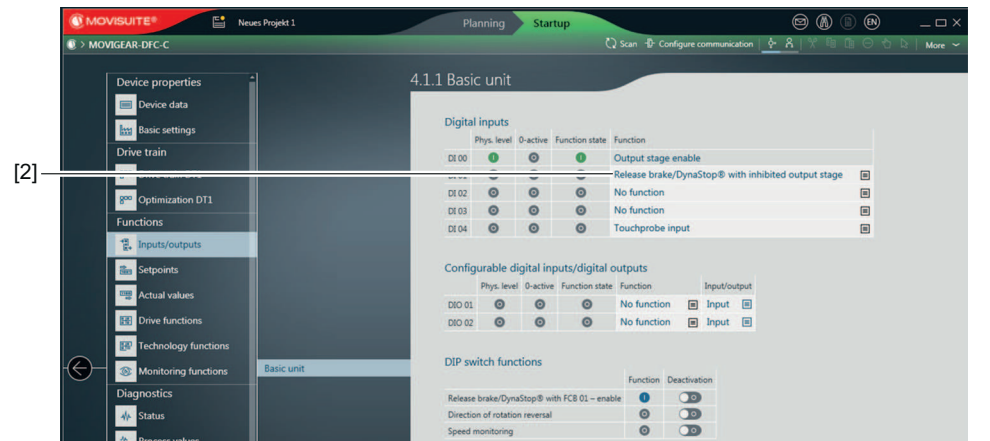 MOVISUITE® Neues Projekt 1 Planning Startup EN
> MOVIGEAR-DFC-C Scan Configure communication More
Device properties
Device data
Basic settings
Drive train
Optimization DT1
Functions
Inputs/outputs
Setpoints
Actual values
Drive functions
Technology functions
Monitoring functions
Diagnostics
Status
Process values
Basic unit
[2]
4.1.1 Basic unit
Digital inputs
Phys. level 0-active Function state Function
DI 00 Output stage enable
Release brake/DynaStop® with inhibited output stage
DI 02 No function
DI 03 No function
DI 04 Touchprobe input
Configurable digital inputs/digital outputs
Phys. level 0-active Function state Function Input/output
DIO 01 No function Input
DIO 02 No function Input
DIP switch functions
Function Deactivation
Release brake/DynaStop® with FCB 01 – enable
Direction of rotation reversal
Speed monitoring